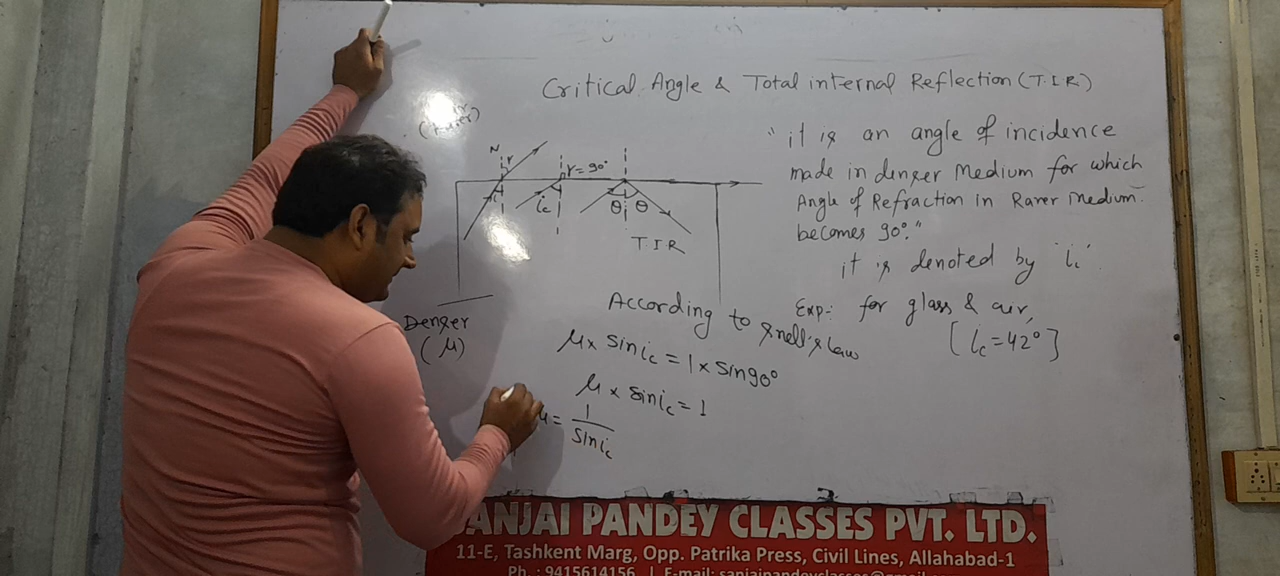 Critical Angle & Total internal Reflection (T.I.R)
"it is an angle of incidence
made in denser Medium for which
Angle of Refraction in Rarer medium.
becomes 90°."
it is denoted by 'ic'
Exp:- for glass & air,
[ic = 42°]
(Rarer)
N
r
i
r = 90°
ic
θ θ
T.I.R
Denser
(μ)
According to snell's law
μ x sin ic = 1 x sin 90°
μ x sin ic = 1
μ = 1 / sin ic
SANJAI PANDEY CLASSES PVT. LTD.
11-E, Tashkent Marg, Opp. Patrika Press, Civil Lines, Allahabad-1
Ph. : 9415614156 | E-mail: